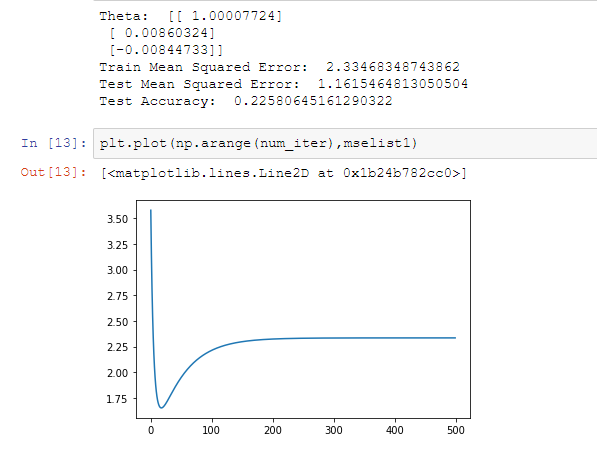 Theta:  [[ 1.00007724]
 [ 0.00860324]
 [-0.00844733]]
Train Mean Squared Error:  2.33468348743862
Test Mean Squared Error:  1.1615464813050504
Test Accuracy:  0.22580645161290322
In [13]: plt.plot(np.arange(num_iter),mselist1)
Out[13]: [<matplotlib.lines.Line2D at 0x1b24b782cc0>]
3.50
3.25
3.00
2.75
2.50
2.25
2.00
1.75
0 100 200 300 400 500